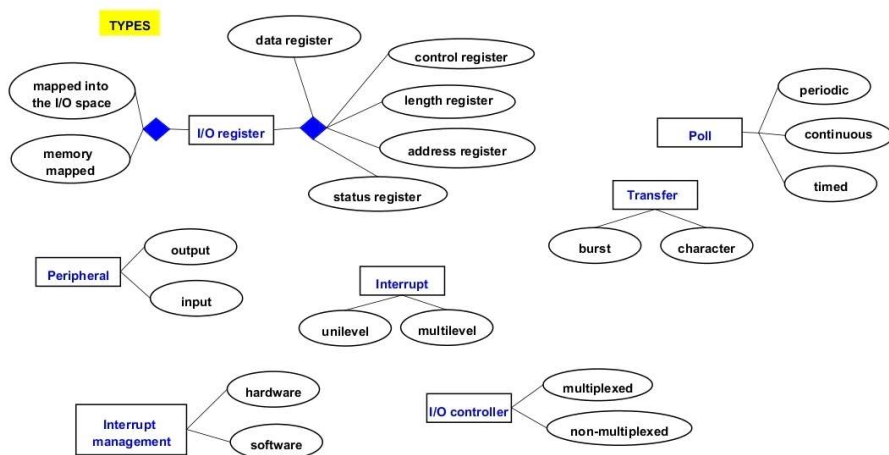 TYPES
data register
control register
mapped into
the I/O space
length register
periodic
I/O register
Poll
continuous
memory
mapped
address register
status register
timed
Transfer
burst
character
output
Peripheral
input
Interrupt
unilevel
multilevel
hardware
multiplexed
I/O controller
Interrupt
management
non-multiplexed
software